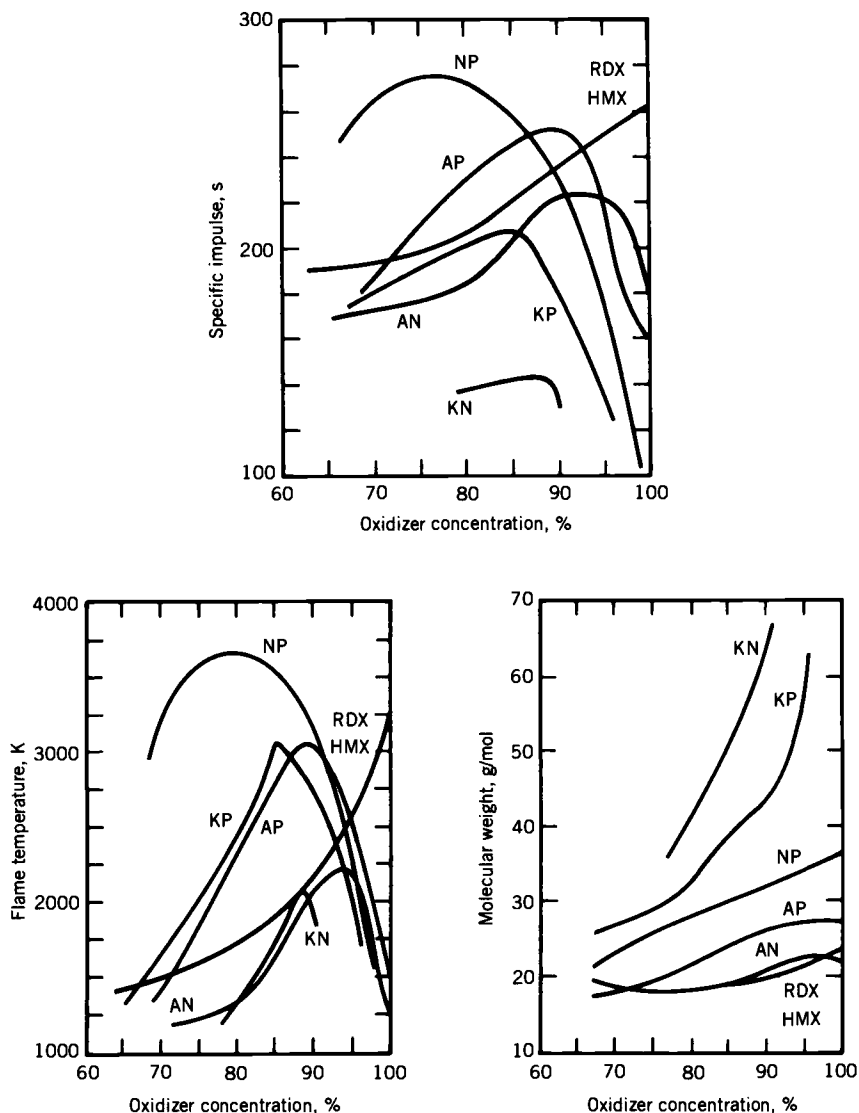 300
NP
RDX
HMX
AP
Specific impulse, s
200
AN
KP
KN
100
60 70 80 90 100
Oxidizer concentration, %
4000
NP
RDX
HMX
3000
KP
AP
Flame temperature, K
2000
KN
AN
1000
60 70 80 90 100
Oxidizer concentration, %
70
KN
60
KP
50
Molecular weight, g/mol
40
NP
30
AP
AN
20
RDX
HMX
10
60 70 80 90 100
Oxidizer concentration, %